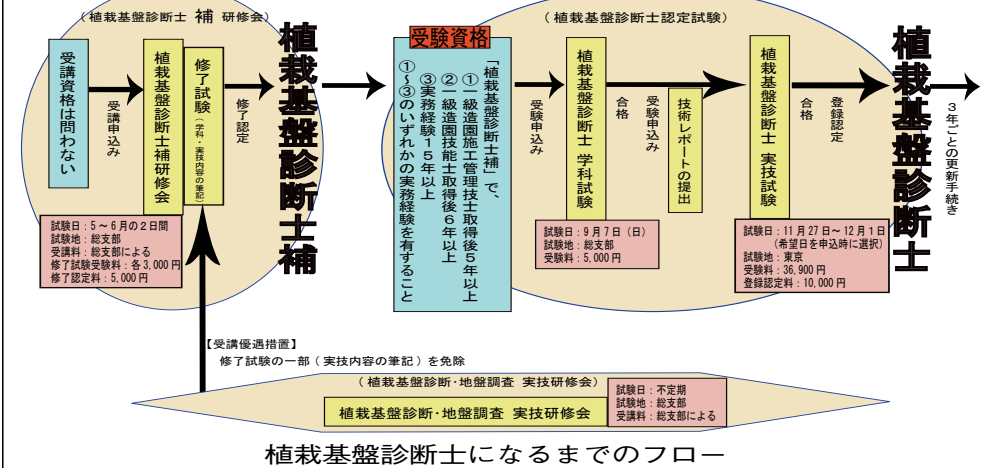 （植栽基盤診断士 補 研修会）
受講資格は問わない
受講申込み
植栽基盤診断士補研修会
修了試験（学科・実技内容の筆記）
修了認定
植栽基盤診断士補
試験日：5～6月の2日間
試験地：総支部
受講料：総支部による
修了試験受験料：各3,000円
修了認定料：5,000円
（植栽基盤診断士認定試験）
受験資格
「植栽基盤診断士補」で、
①一級造園施工管理技士取得後5年以上
②一級造園技能士取得後6年以上
③実務経験15年以上
①～③のいずれかの実務経験を有すること
受験申込み
植栽基盤診断士 学科試験
合格
受験申込み
技術レポートの提出
植栽基盤診断士 実技試験
合格
登録認定
植栽基盤診断士
3年ごとの更新手続き
試験日：9月7日（日）
試験地：総支部
受験料：5,000円
試験日：11月27日～12月1日
（希望日を申込時に選択）
試験地：東京
受験料：36,900円
登録認定料：10,000円
【受講優遇措置】
修了試験の一部（実技内容の筆記）を免除
（植栽基盤診断・地盤調査 実技研修会）
植栽基盤診断・地盤調査 実技研修会
試験日：不定期
試験地：総支部
受講料：総支部による
植栽基盤診断士になるまでのフロー